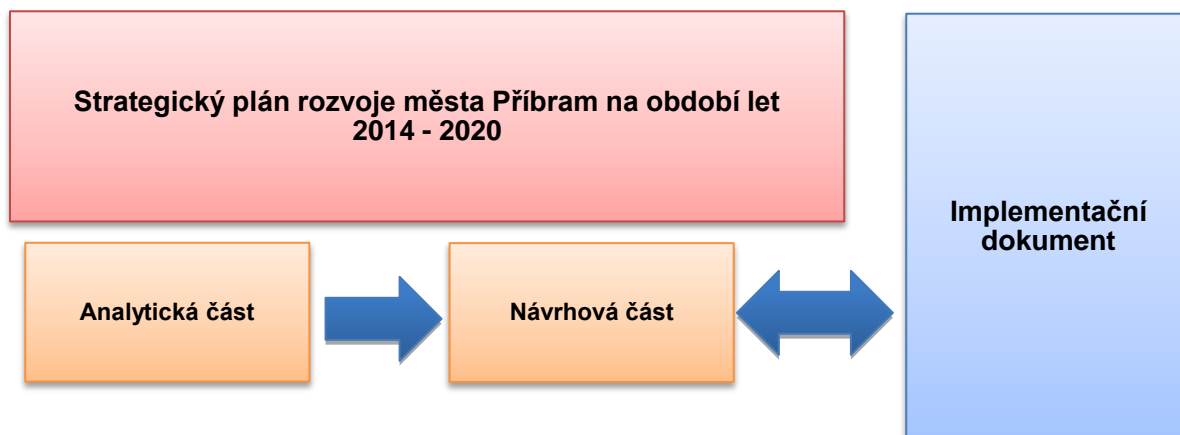 Strategický plán rozvoje města Příbram na období let
2014 - 2020
Implementační
dokument
Analytická část
Návrhová část